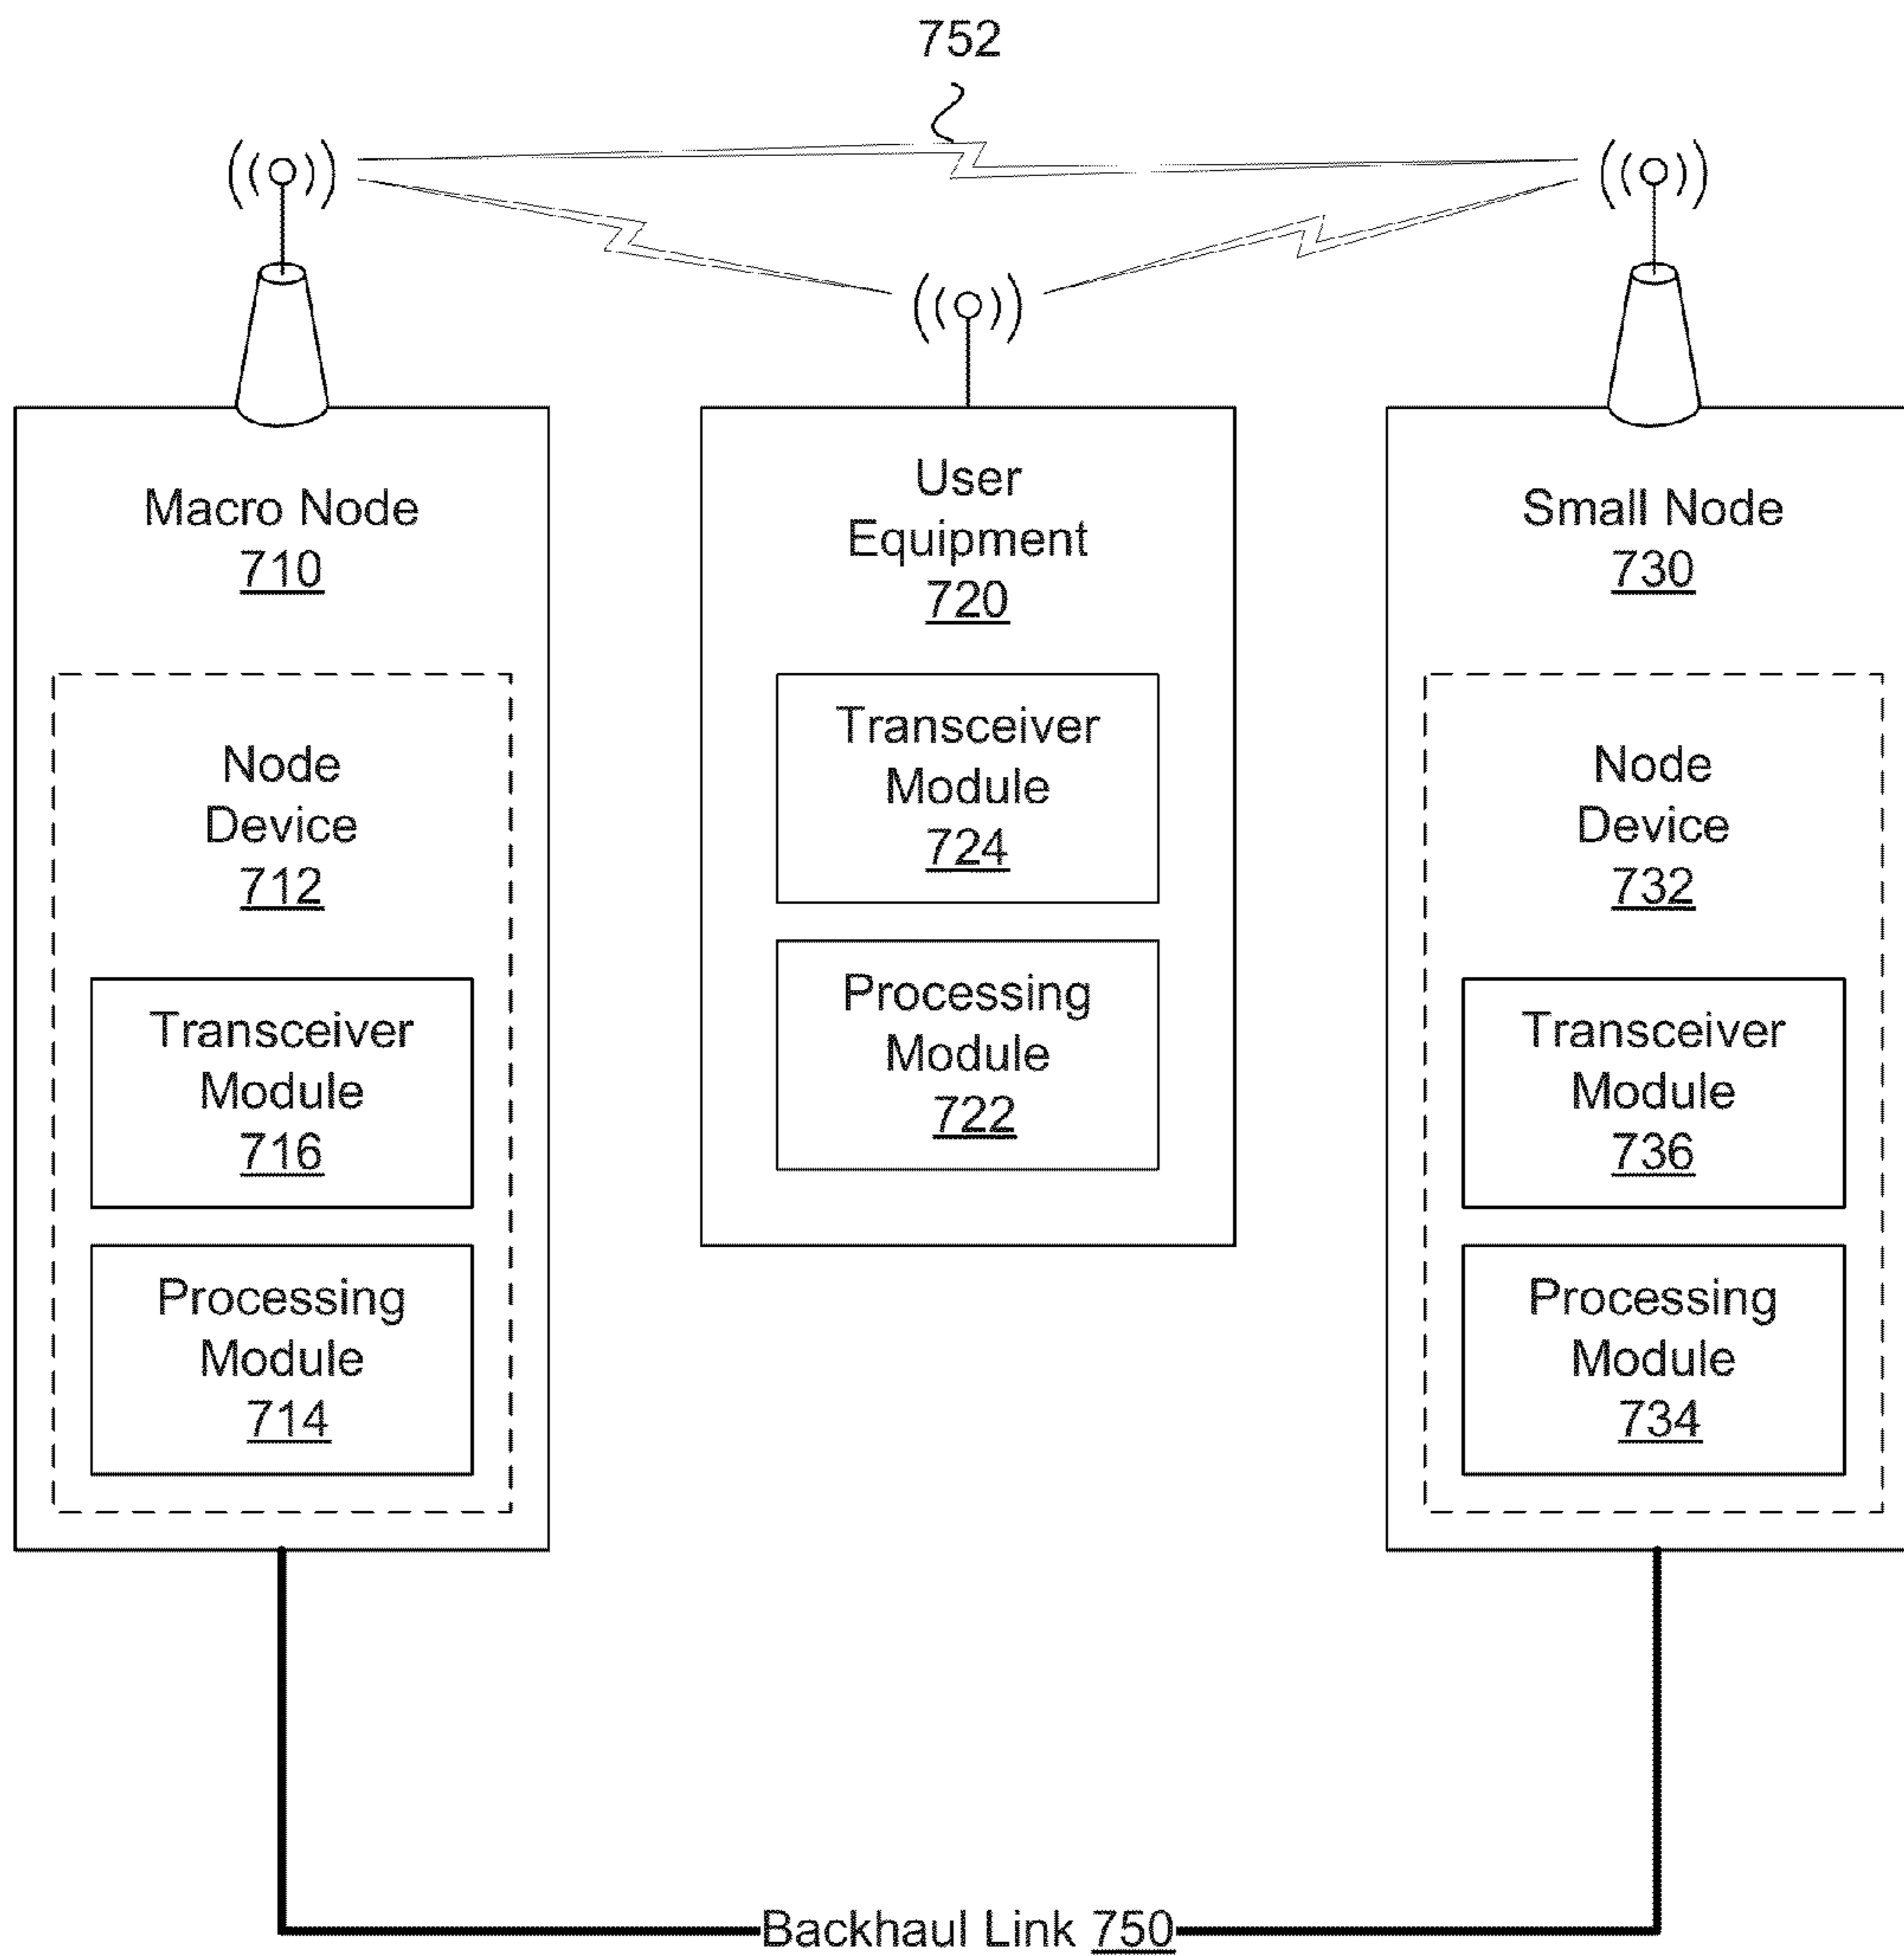 752
Macro Node
710
Node
Device
712
Transceiver
Module
716
Processing
Module
714
User
Equipment
720
Transceiver
Module
724
Processing
Module
722
Small Node
730
Node
Device
732
Transceiver
Module
736
Processing
Module
734
Backhaul Link 750